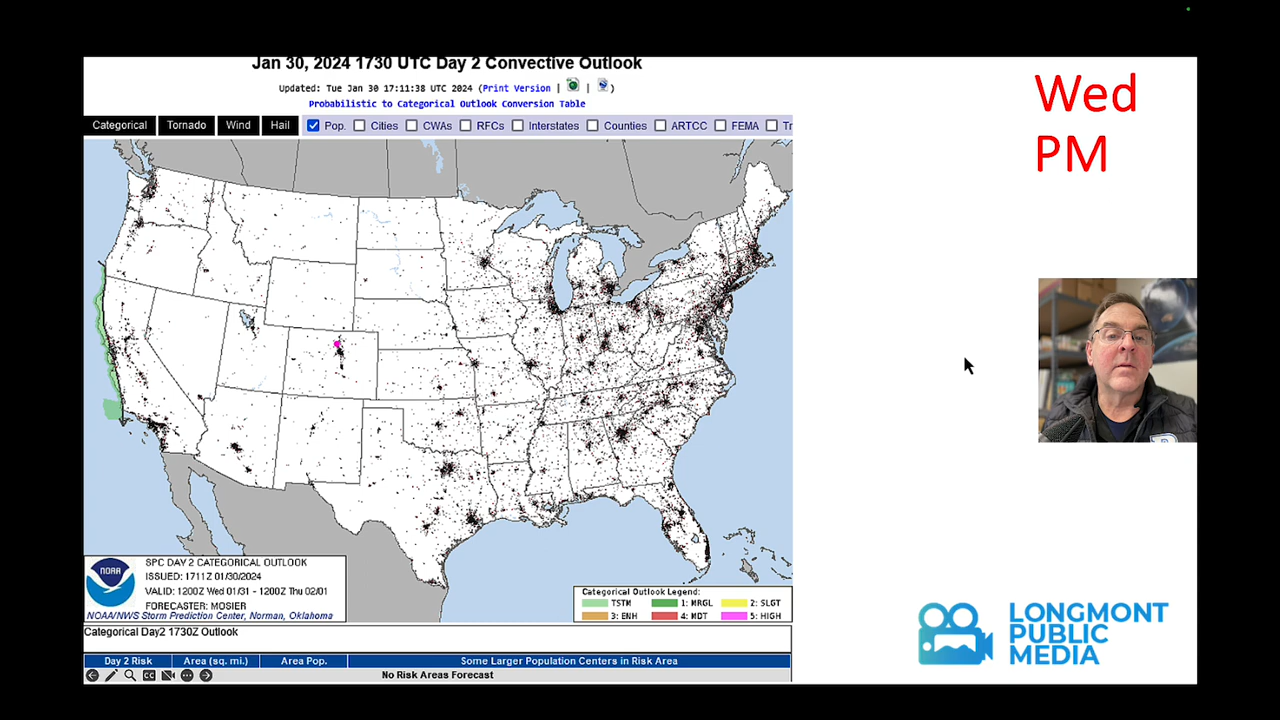 Jan 30, 2024 1730 UTC Day 2 Convective Outlook
Updated: Tue Jan 30 17:11:38 UTC 2024 (Print Version | | )
Probabilistic to Categorical Outlook Conversion Table
Categorical Tornado Wind Hail Pop. Cities CWAs RFCs Interstates Counties ARTCC FEMA Tr
Wed
PM
NOAA
SPC DAY 2 CATEGORICAL OUTLOOK
ISSUED: 1711Z 01/30/2024
VALID: 1200Z Wed 01/31 - 1200Z Thu 02/01
FORECASTER: MOSIER
NOAA/NWS Storm Prediction Center, Norman, Oklahoma
Categorical Outlook Legend:
TSTM 1: MRGL 2: SLGT
3: ENH 4: MDT 5: HIGH
Categorical Day2 1730Z Outlook
Day 2 Risk Area (sq. mi.) Area Pop. Some Larger Population Centers in Risk Area
CC
No Risk Areas Forecast
LONGMONT
PUBLIC
MEDIA